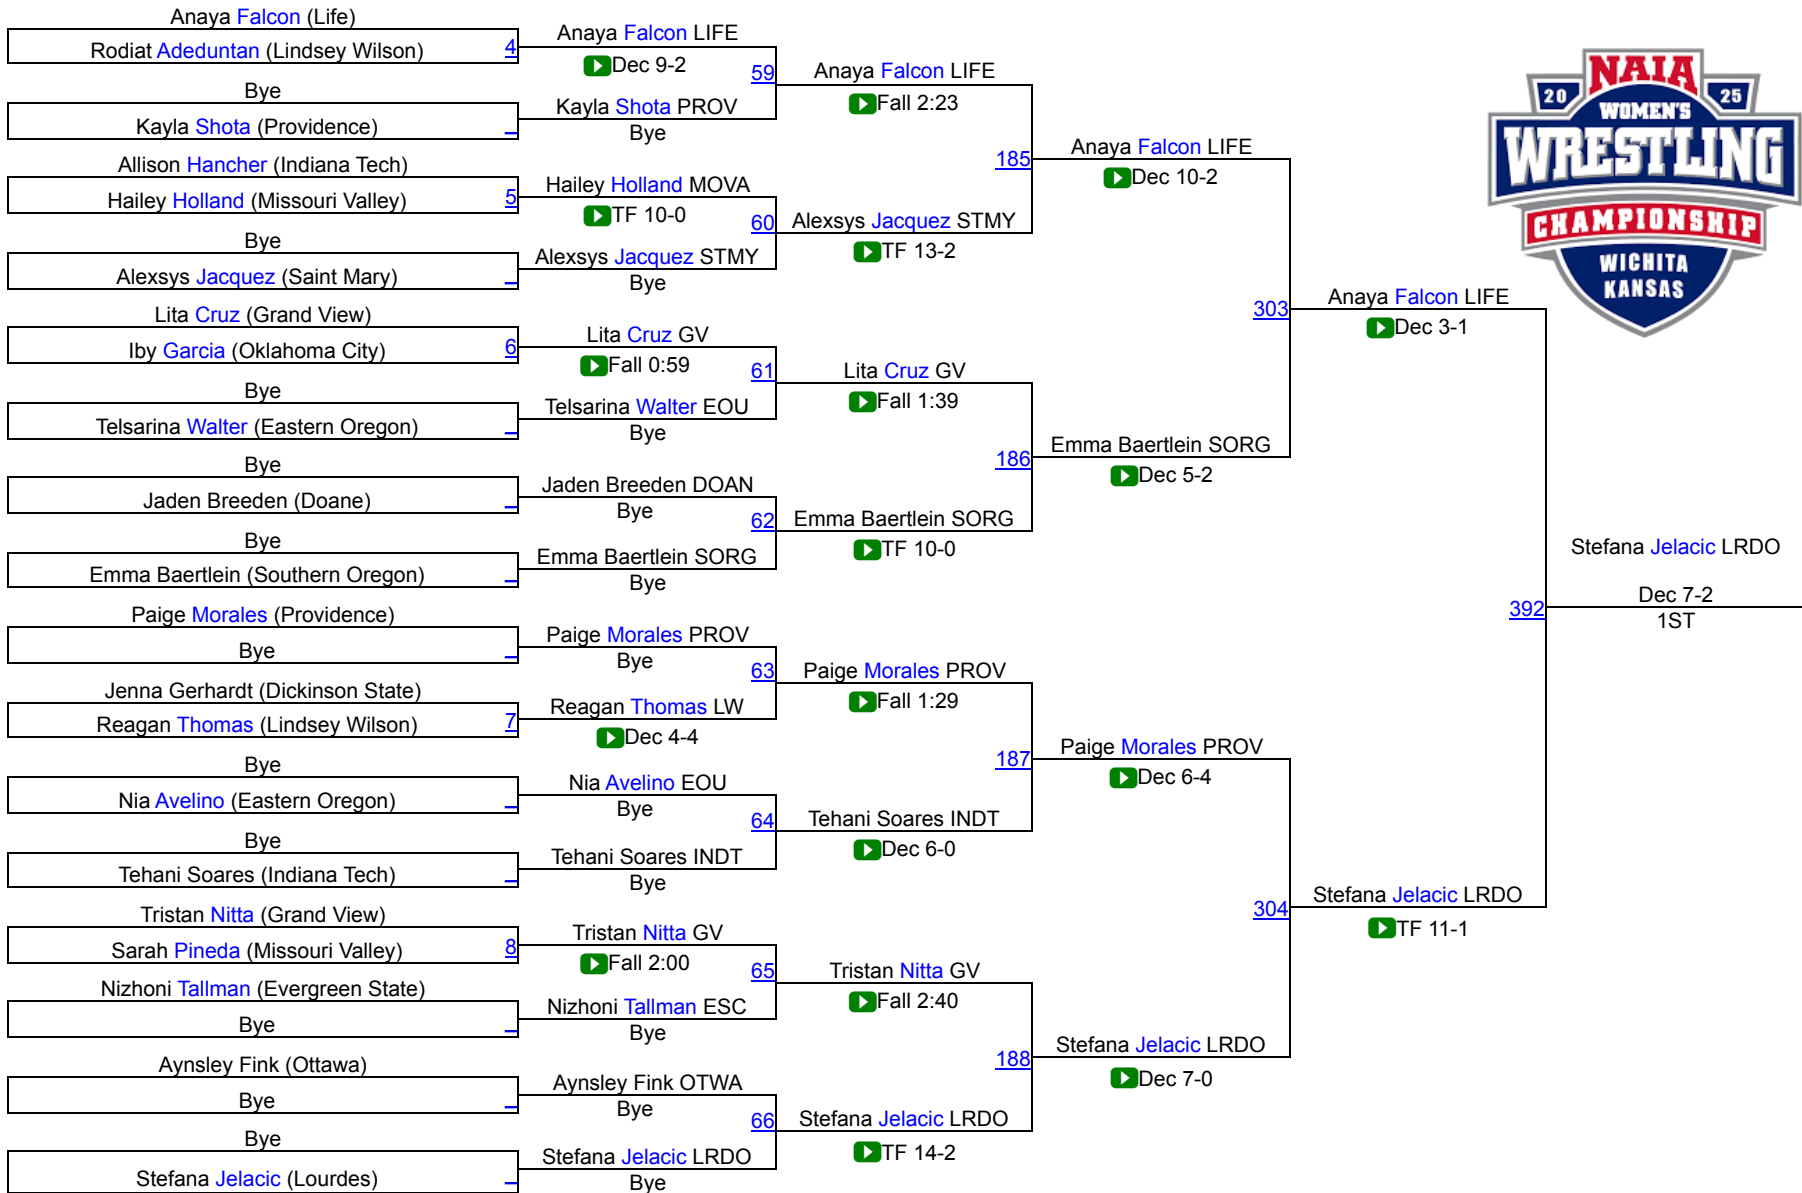 Anaya Falcon (Life)
Rodiat Adeduntan (Lindsey Wilson) 4
Bye
Kayla Shota (Providence)
Allison Hancher (Indiana Tech)
Hailey Holland (Missouri Valley) 5
Bye
Alexsys Jacquez (Saint Mary)
Lita Cruz (Grand View)
Iby Garcia (Oklahoma City) 6
Bye
Telsarina Walter (Eastern Oregon)
Bye
Jaden Breeden (Doane)
Bye
Emma Baertlein (Southern Oregon)
Paige Morales (Providence)
Bye
Jenna Gerhardt (Dickinson State)
Reagan Thomas (Lindsey Wilson) 7
Bye
Nia Avelino (Eastern Oregon)
Bye
Tehani Soares (Indiana Tech)
Tristan Nitta (Grand View)
Sarah Pineda (Missouri Valley) 8
Nizhoni Tallman (Evergreen State)
Bye
Aynsley Fink (Ottawa)
Bye
Bye
Stefana Jelacic (Lourdes)
Anaya Falcon LIFE
Dec 9-2
59
Kayla Shota PROV
Bye
Hailey Holland MOVA
TF 10-0
60
Alexsys Jacquez STMY
Bye
Lita Cruz GV
Fall 0:59
61
Telsarina Walter EOU
Bye
Jaden Breeden DOAN
Bye
62
Emma Baertlein SORG
Bye
Paige Morales PROV
Bye
63
Reagan Thomas LW
Dec 4-4
Nia Avelino EOU
Bye
64
Tehani Soares INDT
Bye
Tristan Nitta GV
Fall 2:00
65
Nizhoni Tallman ESC
Bye
Aynsley Fink OTWA
Bye
66
Stefana Jelacic LRDO
Bye
Anaya Falcon LIFE
Fall 2:23
185
Alexsys Jacquez STMY
TF 13-2
Lita Cruz GV
Fall 1:39
186
Emma Baertlein SORG
TF 10-0
Paige Morales PROV
Fall 1:29
187
Tehani Soares INDT
Dec 6-0
Tristan Nitta GV
Fall 2:40
188
Stefana Jelacic LRDO
TF 14-2
Anaya Falcon LIFE
Dec 10-2
303
Emma Baertlein SORG
Dec 5-2
Paige Morales PROV
Dec 6-4
304
Stefana Jelacic LRDO
Dec 7-0
Anaya Falcon LIFE
Dec 3-1
392
Stefana Jelacic LRDO
TF 11-1
Stefana Jelacic LRDO
Dec 7-2
1ST
NAIA
20 25
WOMEN'S
WRESTLING
CHAMPIONSHIP
WICHITA
KANSAS